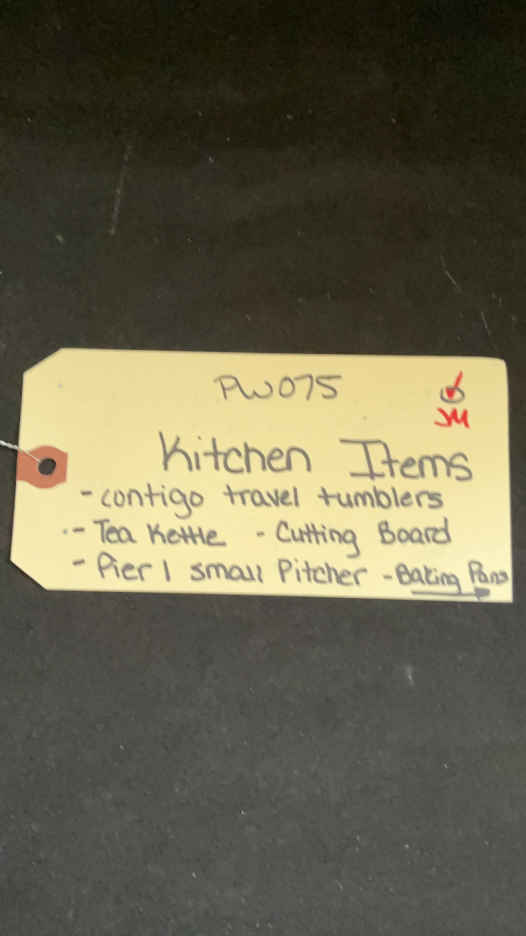 PW075
JM
Kitchen Items
- contigo travel tumblers
- Tea Kettle - Cutting Board
- Pier 1 small Pitcher - Baking Pans